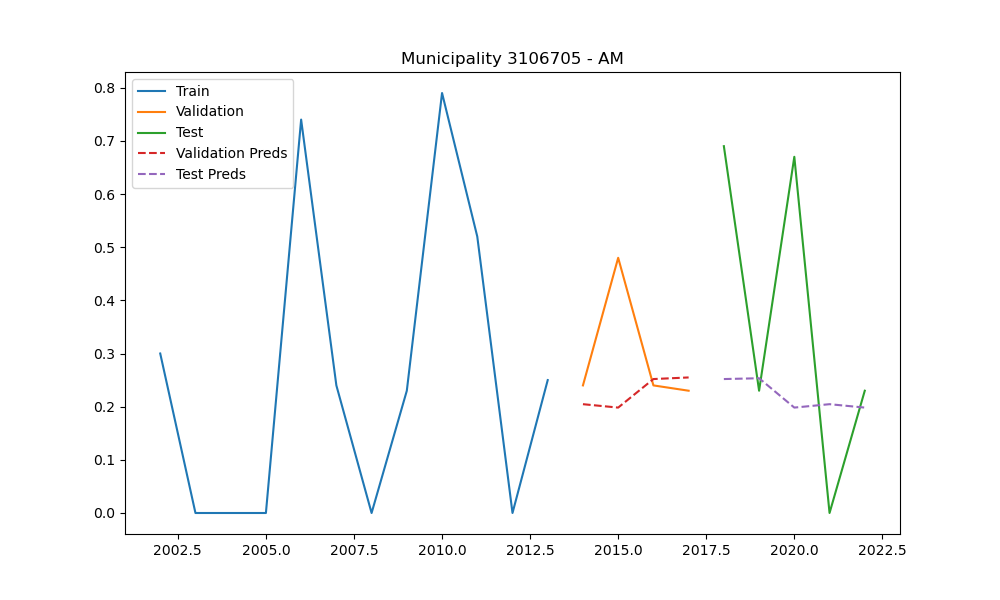 Municipality 3106705 - AM
Train
Validation
Test
Validation Preds
Test Preds
0.8
0.7
0.6
0.5
0.4
0.3
0.2
0.1
0.0
2002.5 2005.0 2007.5 2010.0 2012.5 2015.0 2017.5 2020.0 2022.5